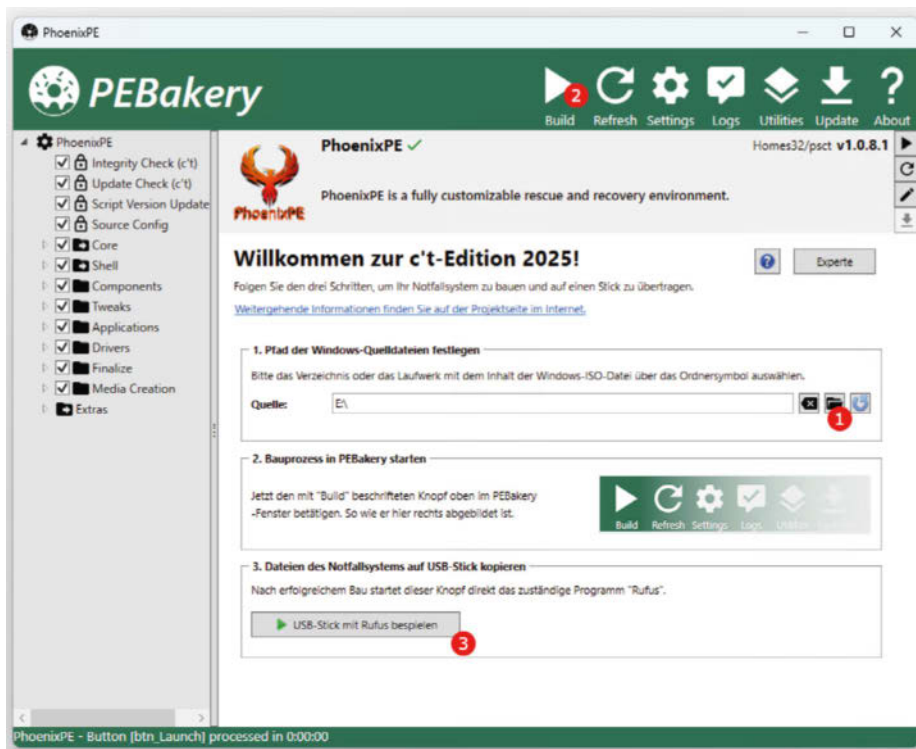 PhoenixPE
PEBakery
2
Build Refresh Settings Logs Utilities Update About
PhoenixPE
Integrity Check (c't)
Update Check (c't)
Script Version Update
Source Config
Core
Shell
Components
Tweaks
Applications
Drivers
Finalize
Media Creation
Extras
PhoenixPE
PhoenixPE
Homes32/psct v1.0.8.1
PhoenixPE is a fully customizable rescue and recovery environment.
Willkommen zur c't-Edition 2025!
Experte
Folgen Sie den drei Schritten, um Ihr Notfallsystem zu bauen und auf einen Stick zu übertragen.
Weitergehende Informationen finden Sie auf der Projektseite im Internet.
1. Pfad der Windows-Quelldateien festlegen
Bitte das Verzeichnis oder das Laufwerk mit dem Inhalt der Windows-ISO-Datei über das Ordnersymbol auswählen.
Quelle: E:\
1
2. Bauprozess in PEBakery starten
Jetzt den mit "Build" beschrifteten Knopf oben im PEBakery
-Fenster betätigen. So wie er hier rechts abgebildet ist.
Build Refresh Settings Logs
3. Dateien des Notfallsystems auf USB-Stick kopieren
Nach erfolgreichem Bau startet dieser Knopf direkt das zuständige Programm "Rufus".
USB-Stick mit Rufus bespielen
3
PhoenixPE - Button [btn_Launch] processed in 0:00:00